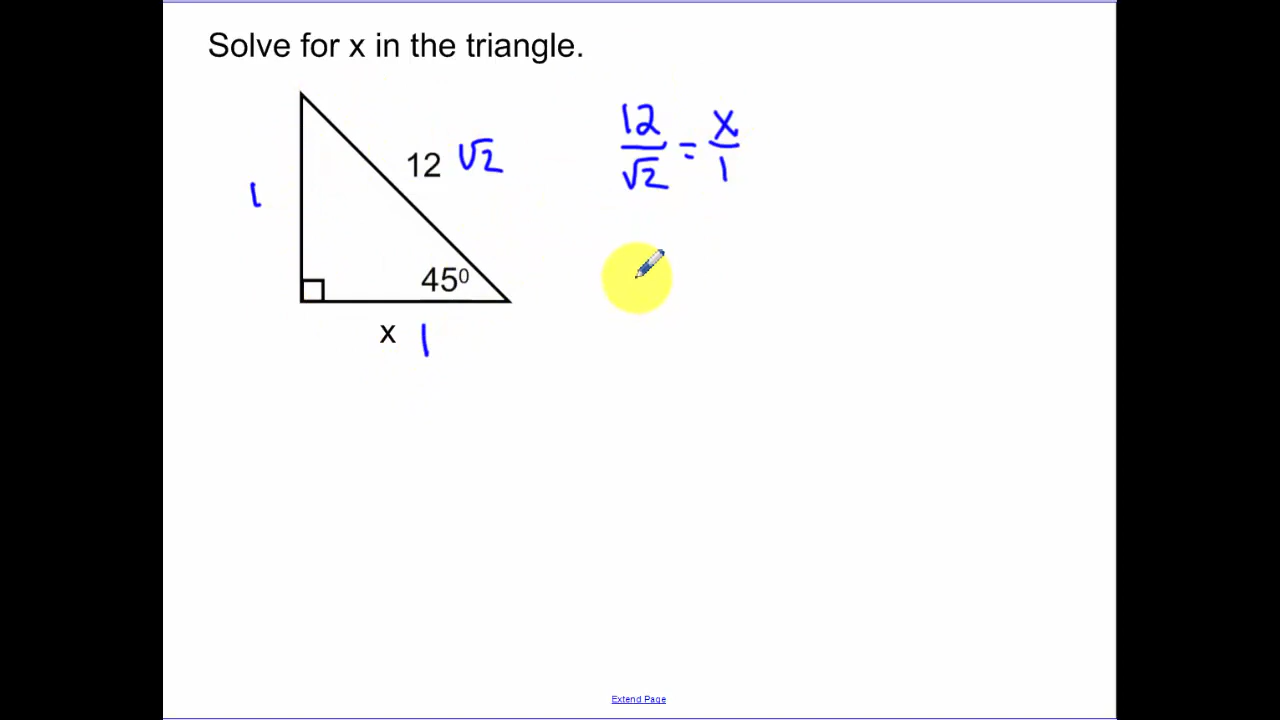 Solve for x in the triangle.
12 √2
12/√2 = x/1
1
45⁰
x 1
Extend Page